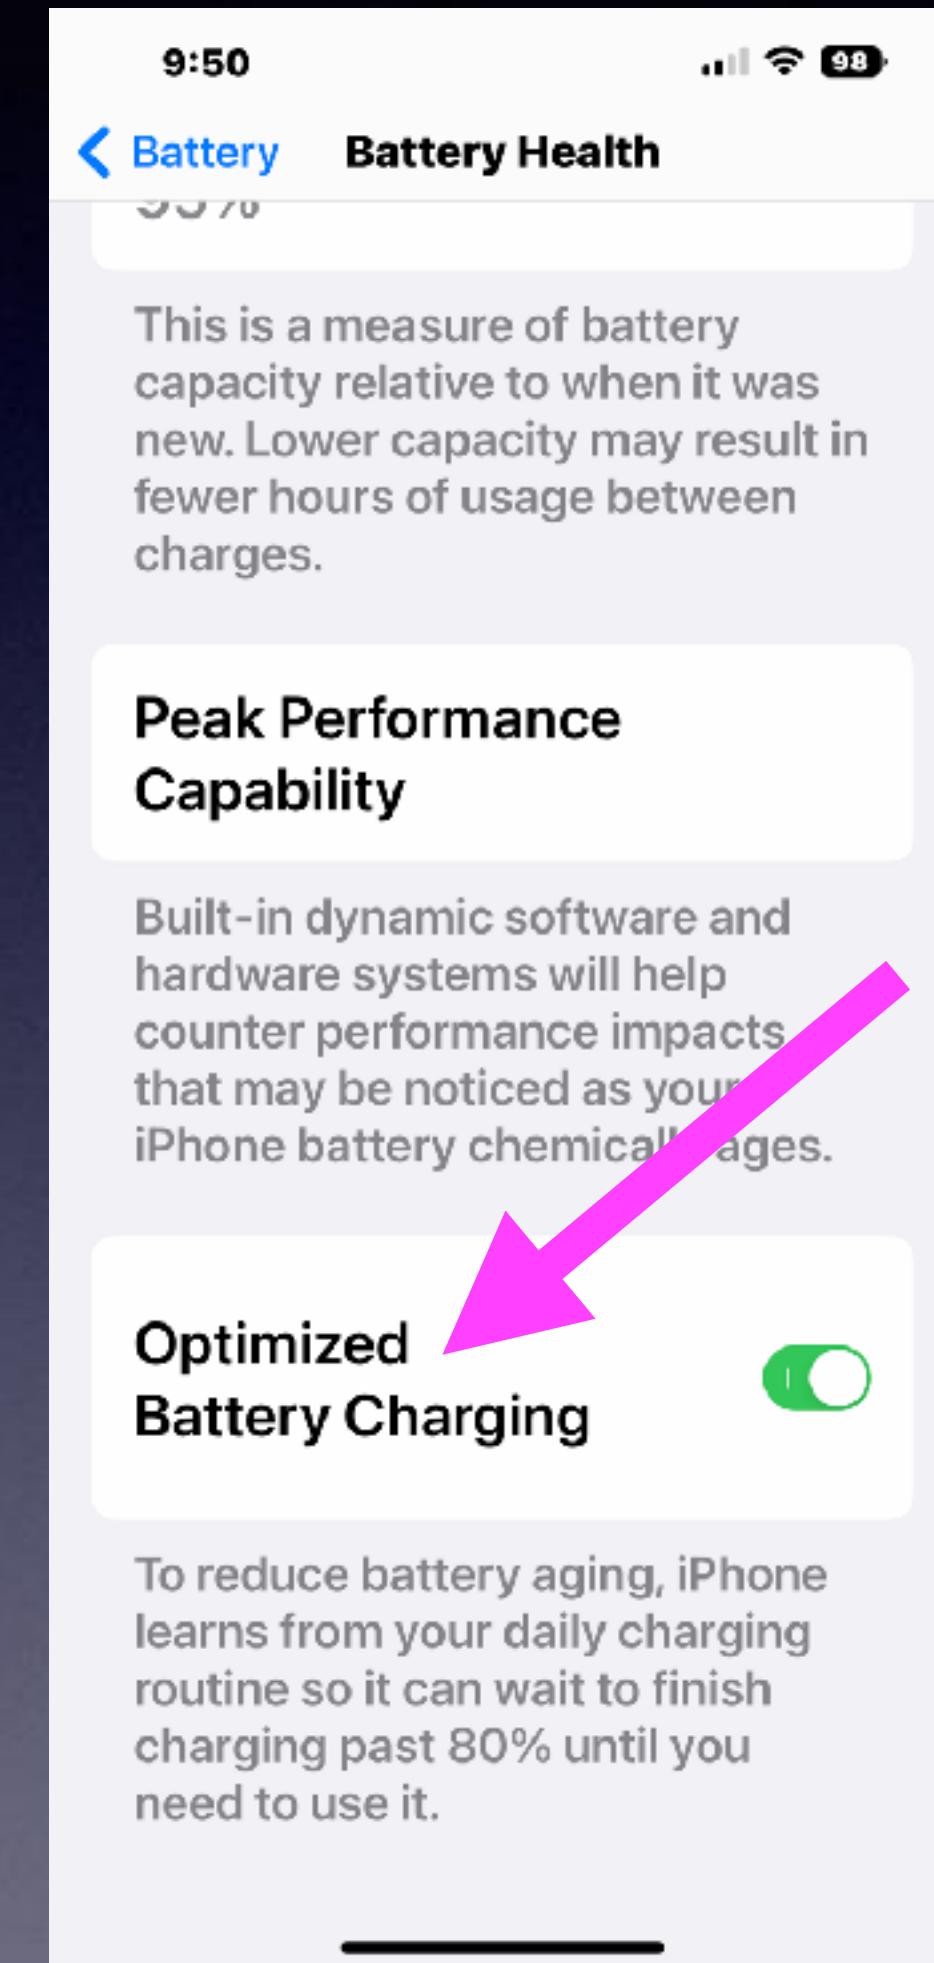 9:50
98
Battery
Battery Health
This is a measure of battery
capacity relative to when it was
new. Lower capacity may result in
fewer hours of usage between
charges.
Peak Performance
Capability
Built-in dynamic software and
hardware systems will help
counter performance impacts
that may be noticed as your
iPhone battery chemically ages.
Optimized
Battery Charging
To reduce battery aging, iPhone
learns from your daily charging
routine so it can wait to finish
charging past 80% until you
need to use it.